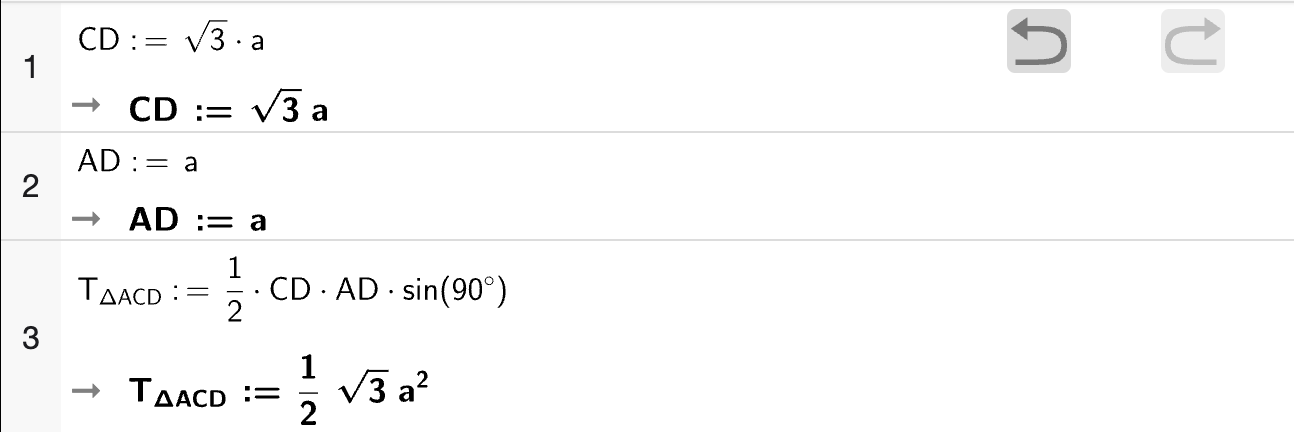 1
CD := √3 · a
→ CD := √3 a
2
AD := a
→ AD := a
3
T_ΔACD := 1/2 · CD · AD · sin(90°)
→ T_ΔACD := 1/2 √3 a²